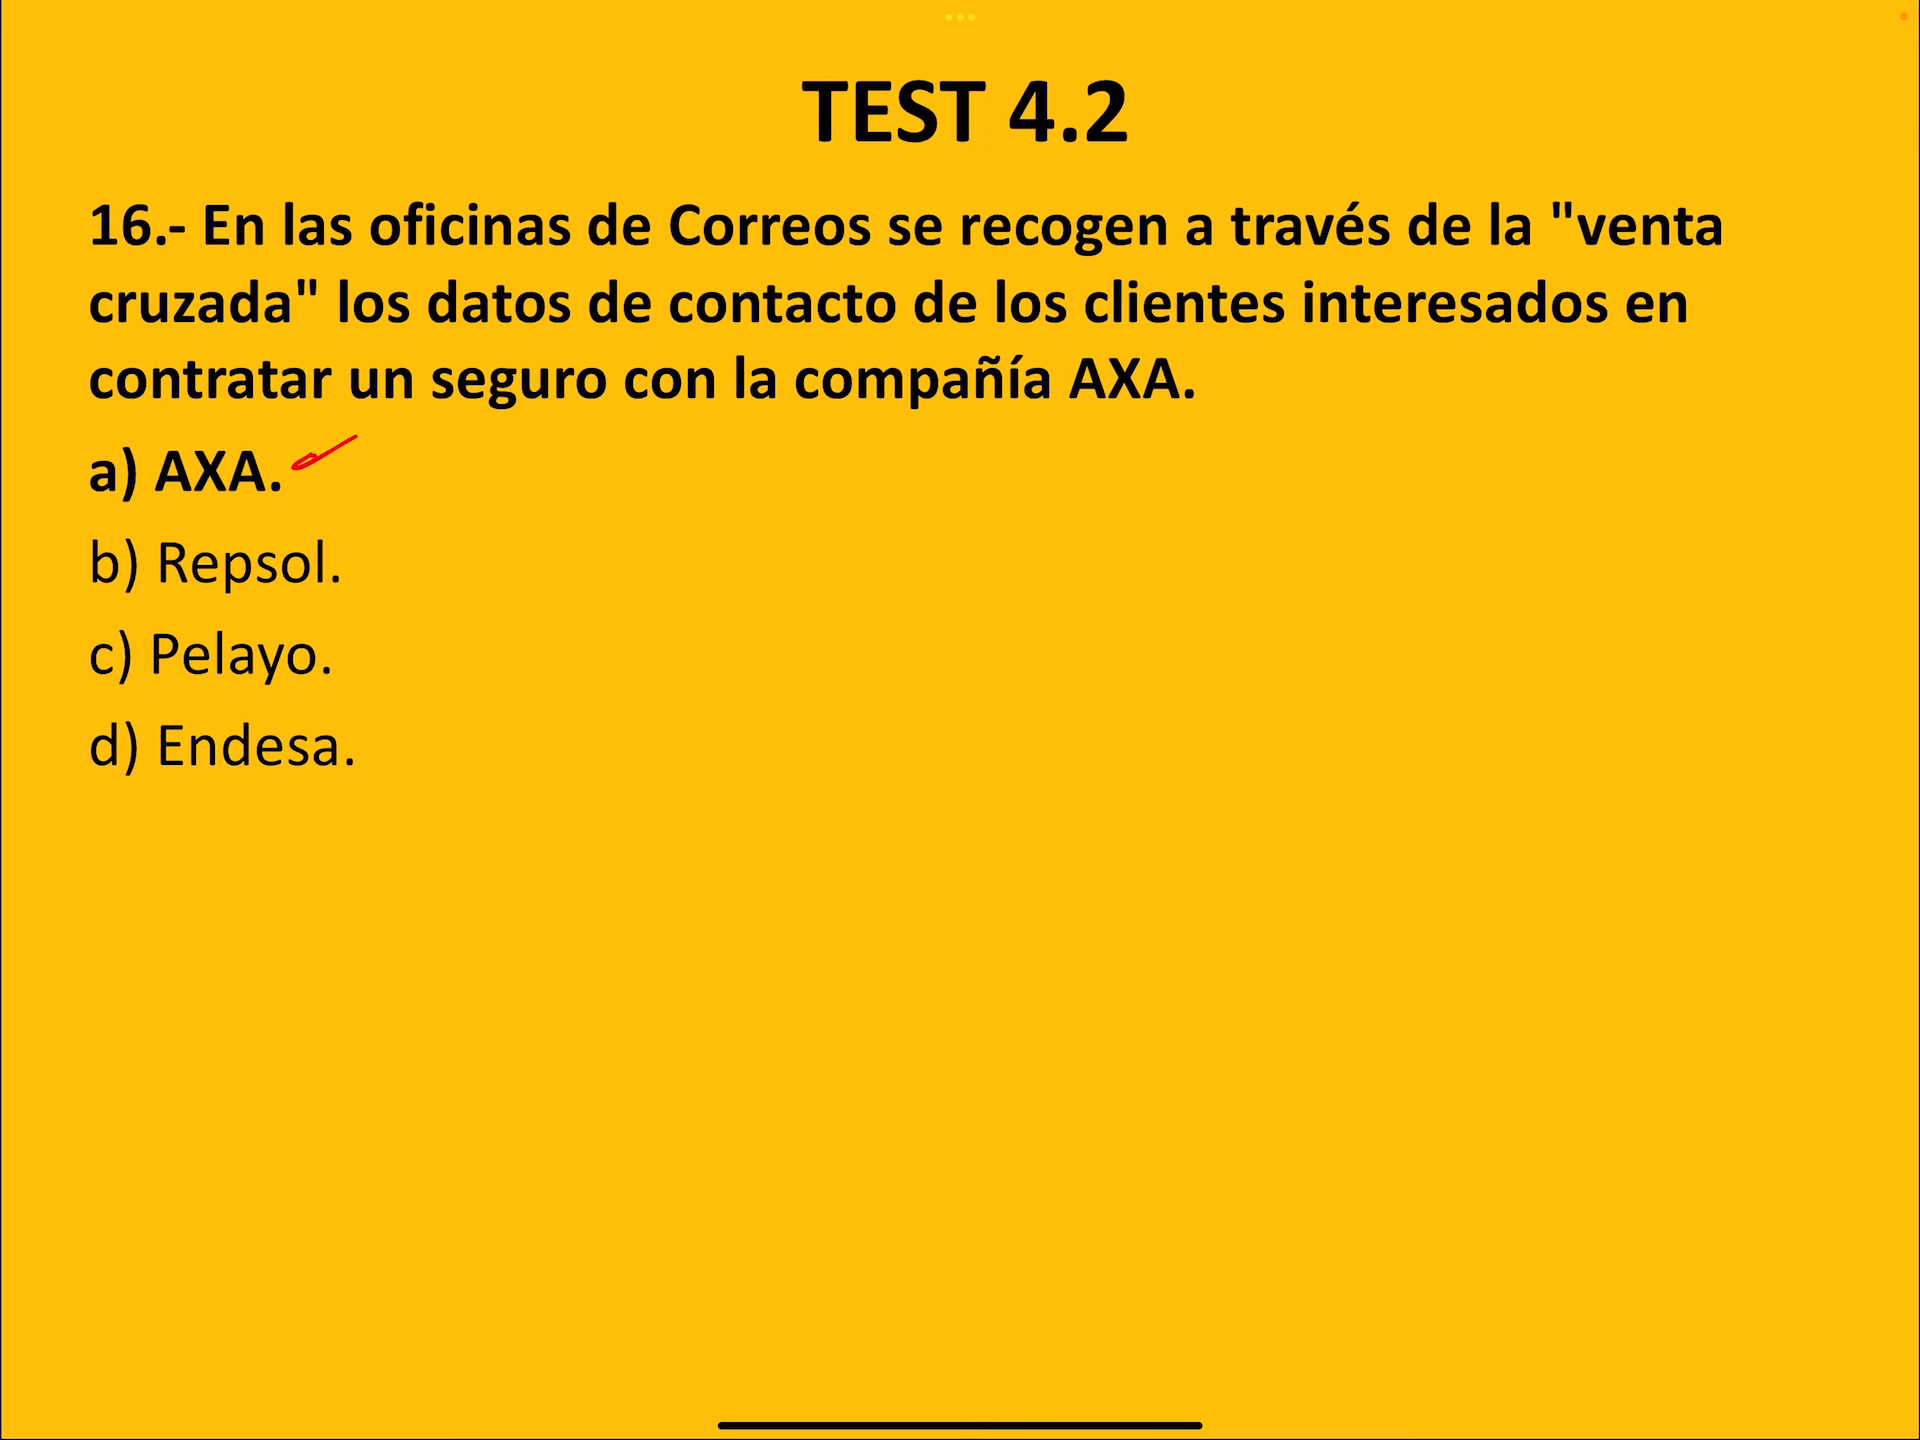 TEST 4.2
16.- En las oficinas de Correos se recogen a través de la "venta
cruzada" los datos de contacto de los clientes interesados en
contratar un seguro con la compañía AXA.
a) AXA.
b) Repsol.
c) Pelayo.
d) Endesa.